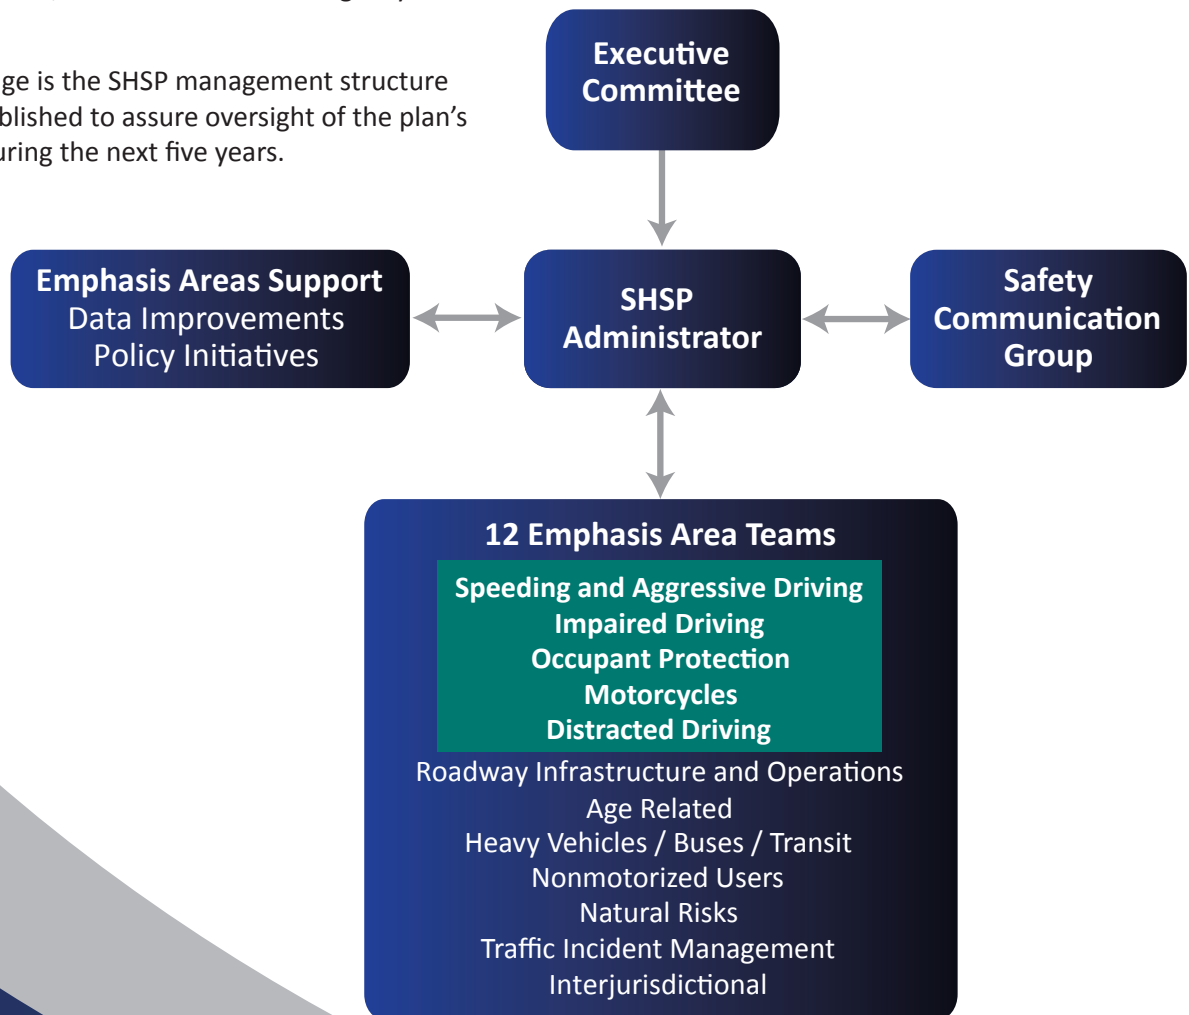 Executive
Committee
ge is the SHSP management structure
blished to assure oversight of the plan's
uring the next five years.
Emphasis Areas Support
Data Improvements
Policy Initiatives
SHSP
Administrator
Safety
Communication
Group
12 Emphasis Area Teams
Speeding and Aggressive Driving
Impaired Driving
Occupant Protection
Motorcycles
Distracted Driving
Roadway Infrastructure and Operations
Age Related
Heavy Vehicles / Buses / Transit
Nonmotorized Users
Natural Risks
Traffic Incident Management
Interjurisdictional